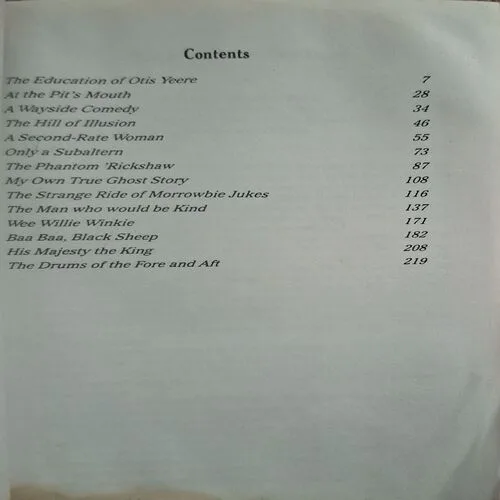 Contents
The Education of Otis Yeere 7
At the Pit's Mouth 28
A Wayside Comedy 34
The Hill of Illusion 46
A Second-Rate Woman 55
Only a Subaltern 73
The Phantom 'Rickshaw 87
My Own True Ghost Story 108
The Strange Ride of Morrowbie Jukes 116
The Man who would be Kind 137
Wee Willie Winkie 171
Baa Baa, Black Sheep 182
His Majesty the King 208
The Drums of the Fore and Aft 219